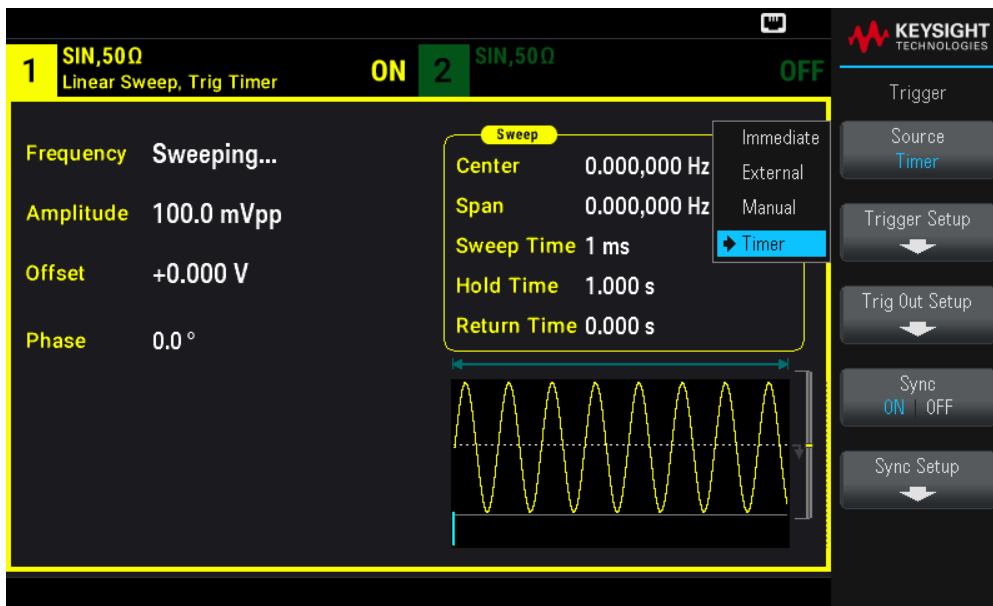 KEYSIGHT
TECHNOLOGIES
1 SIN,50Ω
Linear Sweep, Trig Timer
ON
2 SIN,50Ω
OFF
Trigger
Frequency Sweeping...
Amplitude 100.0 mVpp
Offset +0.000 V
Phase 0.0 °
Sweep
Center 0.000,000 Hz
Span 0.000,000 Hz
Sweep Time 1 ms
Hold Time 1.000 s
Return Time 0.000 s
Immediate
External
Manual
Timer
Source
Timer
Trigger Setup
Trig Out Setup
Sync
ON | OFF
Sync Setup